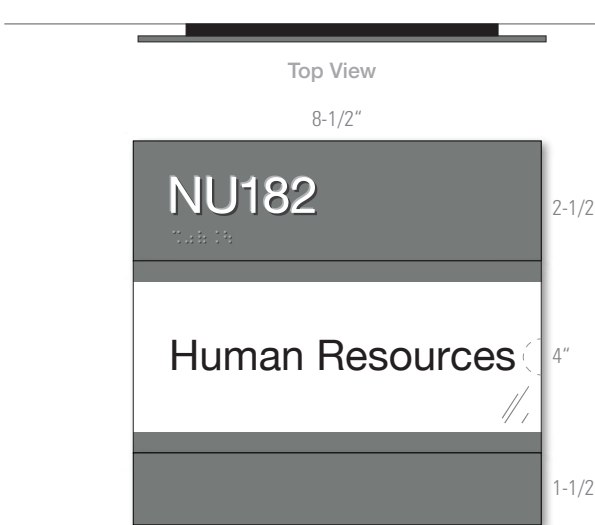 Top View
8-1/2"
NU182
2-1/2
Human Resources
4"
1-1/2